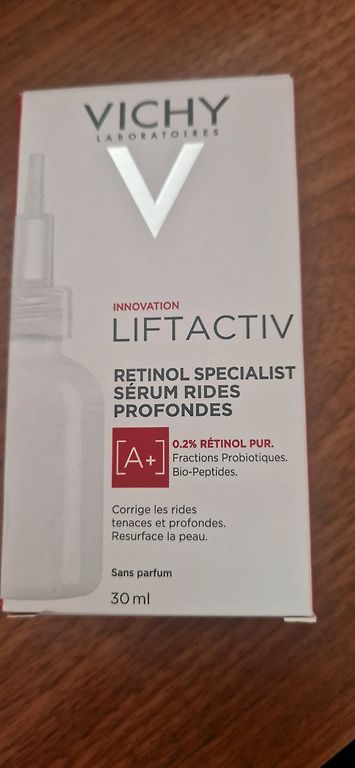 VICHY
LABORATOIRES
V
INNOVATION
LIFTACTIV
RETINOL SPECIALIST
SÉRUM RIDES
PROFONDES
[A+]
0.2% RÉTINOL PUR.
Fractions Probiotiques.
Bio-Peptides.
Corrige les rides
tenaces et profondes.
Resurface la peau.
Sans parfum
30 ml